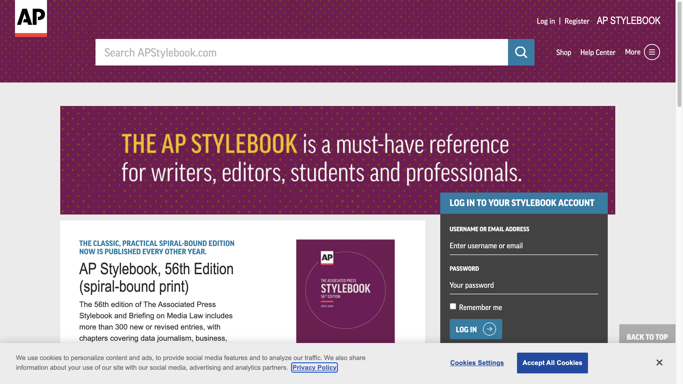 AP
Log in | Register AP STYLEBOOK
Search APStylebook.com
Shop Help Center More
THE AP STYLEBOOK is a must-have reference
for writers, editors, students and professionals.
LOG IN TO YOUR STYLEBOOK ACCOUNT
USERNAME OR EMAIL ADDRESS
Enter username or email
PASSWORD
Your password
Remember me
LOG IN
THE CLASSIC, PRACTICAL SPIRAL-BOUND EDITION
NOW IS PUBLISHED EVERY OTHER YEAR.
AP Stylebook, 56th Edition
(spiral-bound print)
The 56th edition of The Associated Press
Stylebook and Briefing on Media Law includes
more than 300 new or revised entries, with
chapters covering data journalism, business,
AP
THE ASSOCIATED PRESS
STYLEBOOK
56TH EDITION
BACK TO TOP
We use cookies to personalize content and ads, to provide social media features and to analyze our traffic. We also share
information about your use of our site with our social media, advertising and analytics partners. Privacy Policy
Cookies Settings
Accept All Cookies